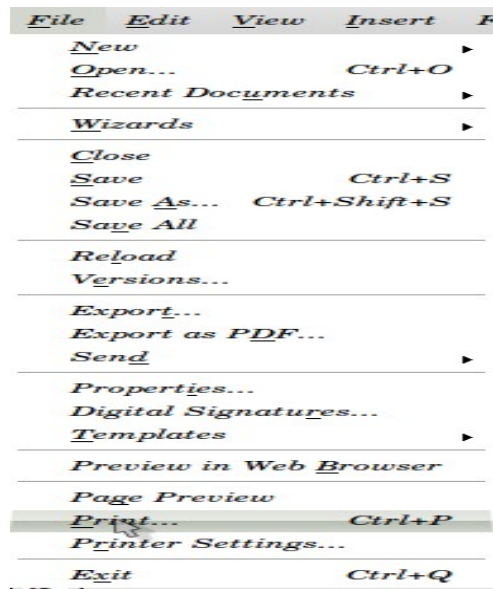 File Edit View Insert
New
Open... Ctrl+O
Recent Documents
Wizards
Close
Save Ctrl+S
Save As... Ctrl+Shift+S
Save All
Reload
Versions...
Export...
Export as PDF...
Send
Properties...
Digital Signatures...
Templates
Preview in Web Browser
Page Preview
Print... Ctrl+P
Printer Settings...
Exit Ctrl+Q